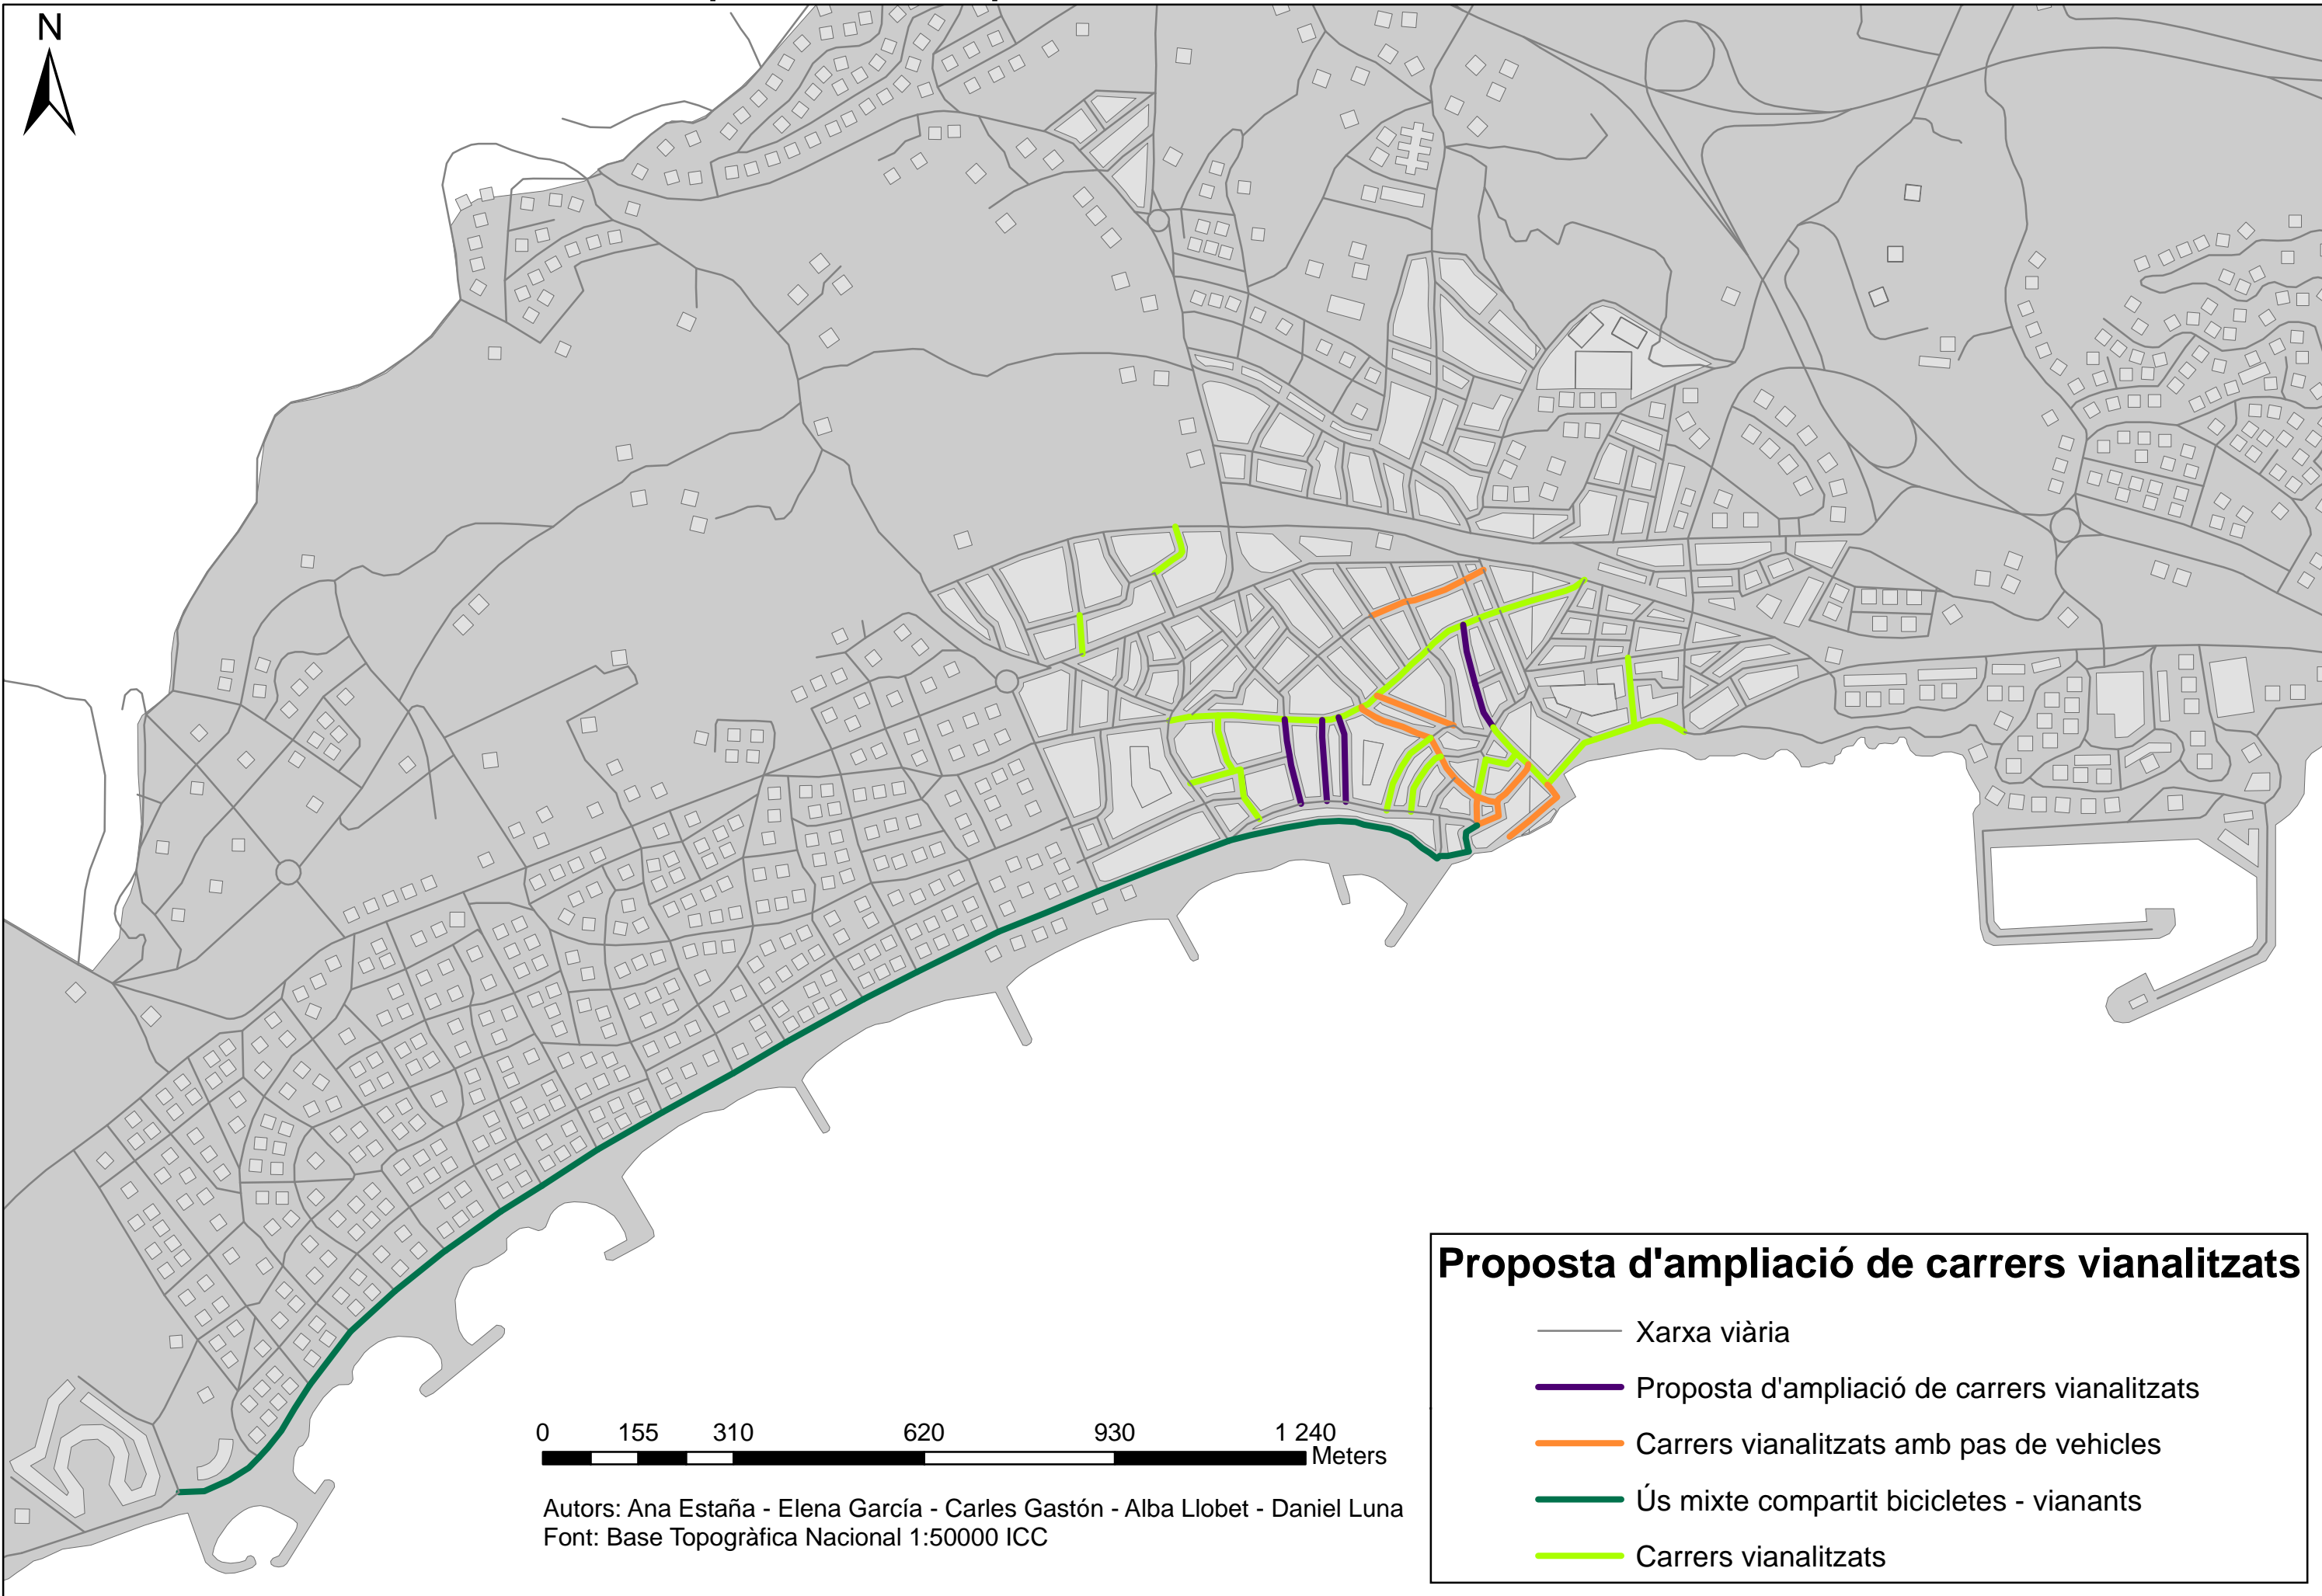 N
Proposta d'ampliació de carrers vianalitzats
Xarxa viària
Proposta d'ampliació de carrers vianalitzats
Carrers vianalitzats amb pas de vehicles
Ús mixte compartit bicicletes - vianants
Carrers vianalitzats
0 155 310 620 930 1 240
Meters
Autors: Ana Estaña - Elena García - Carles Gastón - Alba Llobet - Daniel Luna
Font: Base Topogràfica Nacional 1:50000 ICC